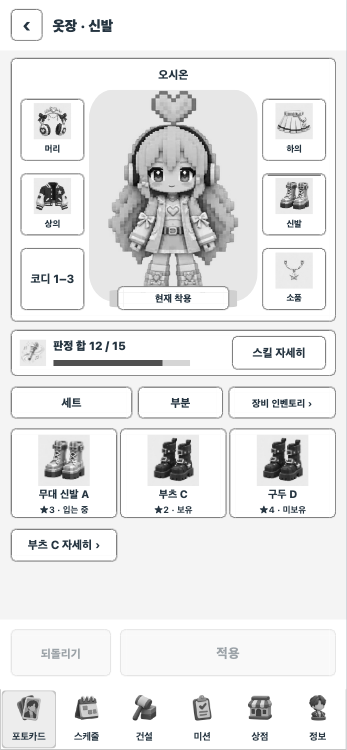 옷장 · 신발
오시온
머리
하의
상의
신발
코디 1–3
현재 착용
소품
판정 합 12 / 15
스킬 자세히
세트
부분
장비 인벤토리 ›
무대 신발 A
★3 · 입는 중
부츠 C
★2 · 보유
구두 D
★4 · 미보유
부츠 C 자세히 ›
되돌리기
적용
포토카드
스케줄
건설
미션
상점
정보